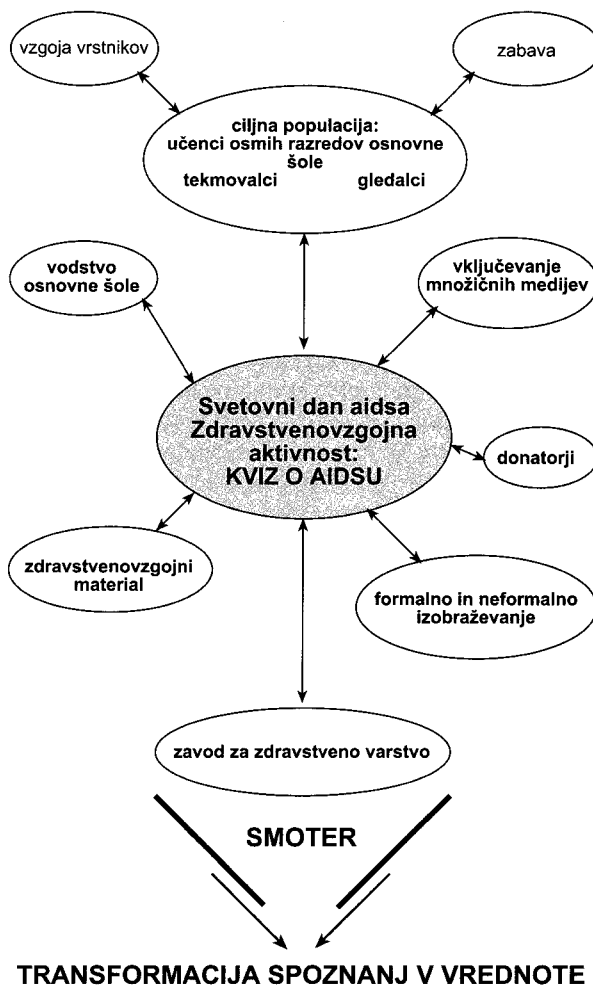 vzgoja vrstnikov
zabava
ciljna populacija:
učenci osmih razredov osnovne
šole
tekmovalci gledalci
vodstvo
osnovne šole
vključevanje
množičnih medijev
Svetovni dan aidsa
Zdravstvenovzgojna
aktivnost:
KVIZ O AIDSU
donatorji
zdravstvenovzgojni
material
formalno in neformalno
izobraževanje
zavod za zdravstveno varstvo
SMOTER
TRANSFORMACIJA SPOZNANJ V VREDNOTE